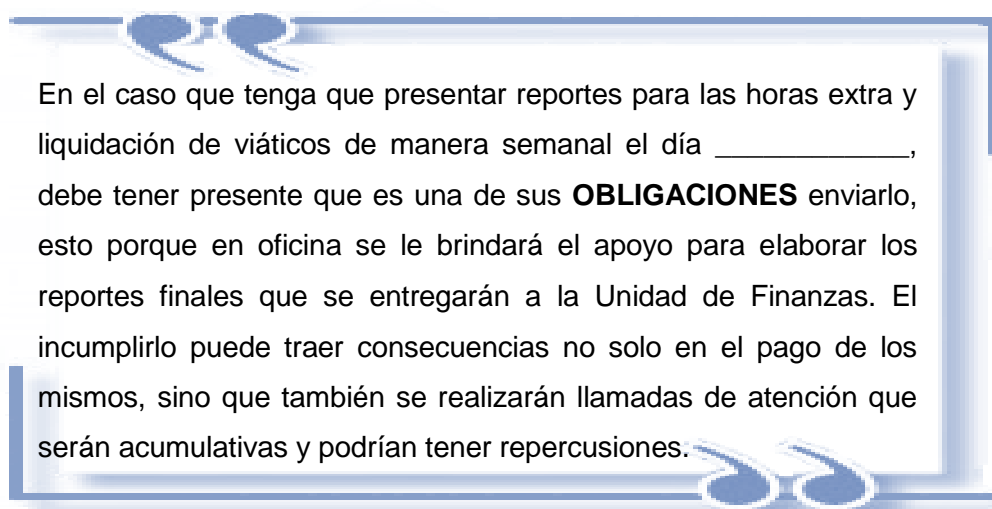 En el caso que tenga que presentar reportes para las horas extra y
liquidación de viáticos de manera semanal el día ____________,
debe tener presente que es una de sus OBLIGACIONES enviarlo,
esto porque en oficina se le brindará el apoyo para elaborar los
reportes finales que se entregarán a la Unidad de Finanzas. El
incumplirlo puede traer consecuencias no solo en el pago de los
mismos, sino que también se realizarán llamadas de atención que
serán acumulativas y podrían tener repercusiones.